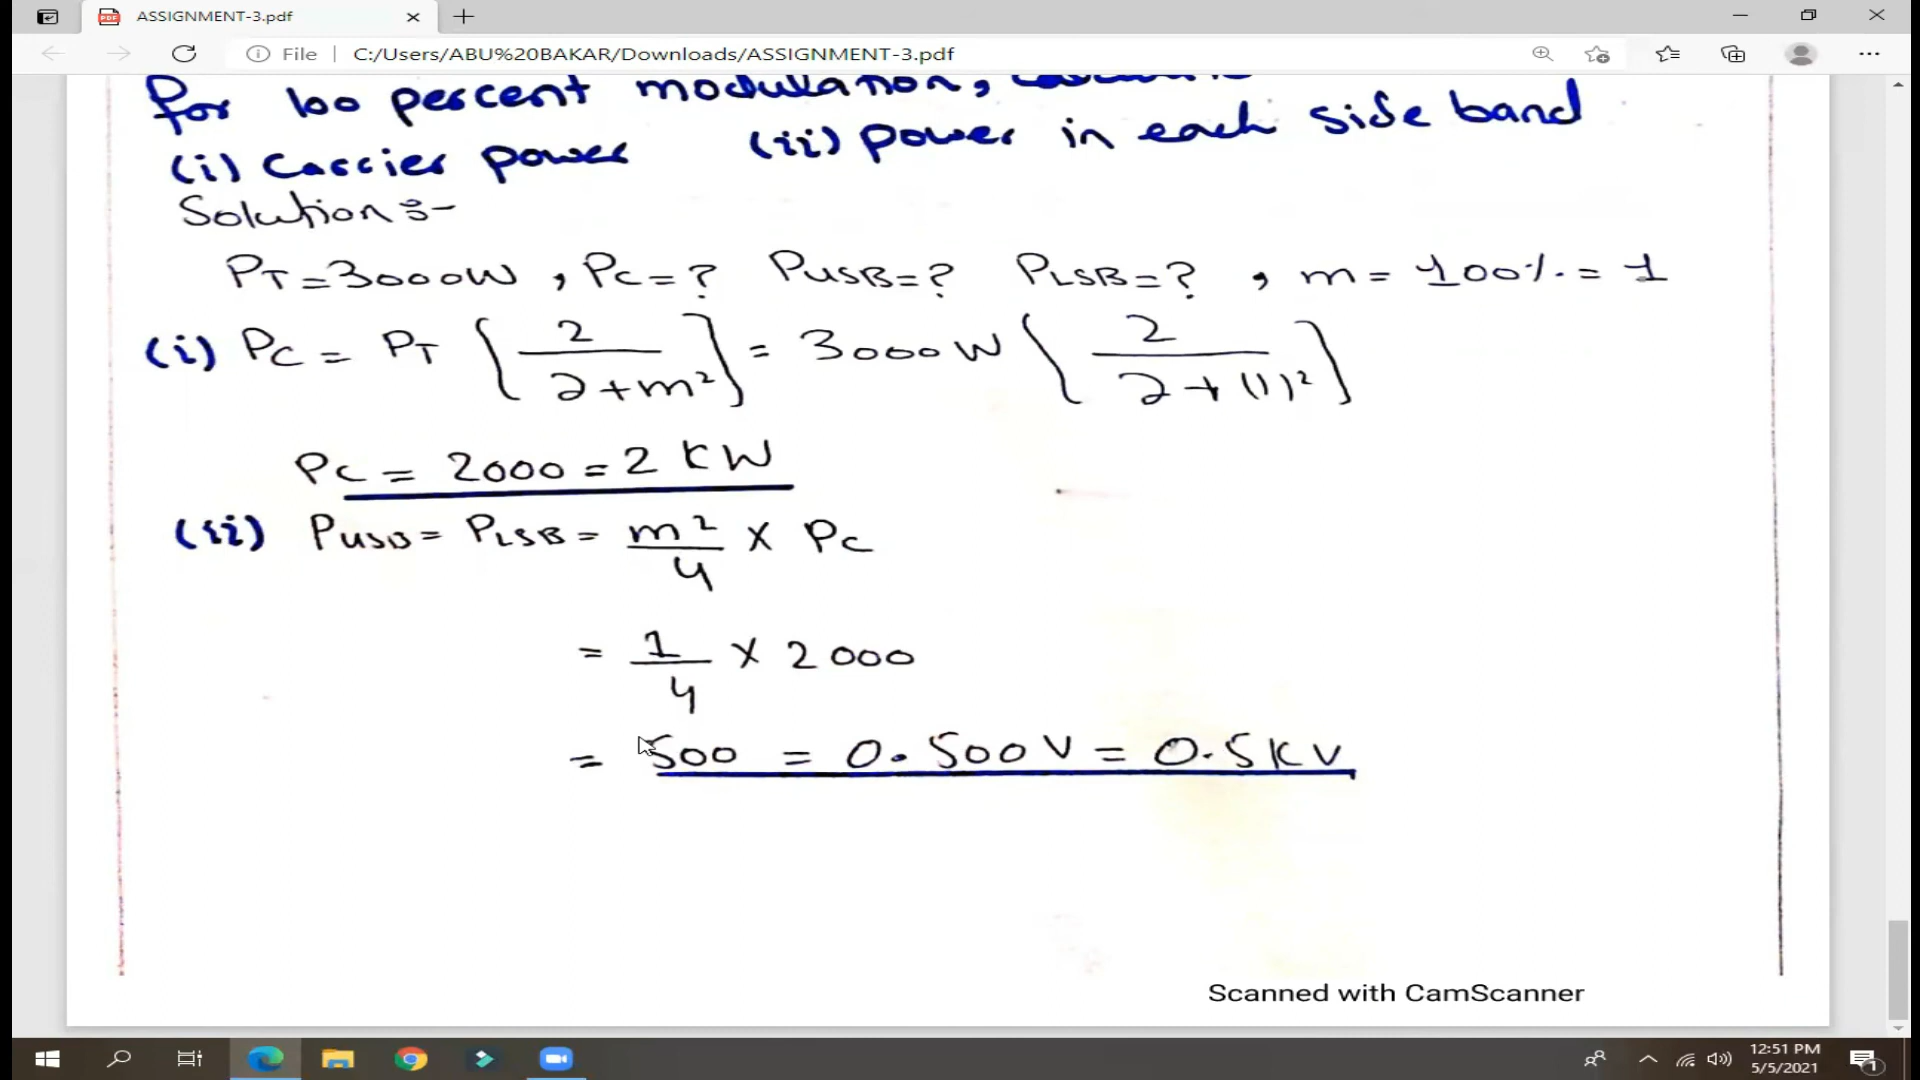 ASSIGNMENT-3.pdf
File | C:/Users/ABU%20BAKAR/Downloads/ASSIGNMENT-3.pdf
for 100 percent modulation,
(i) Carrier power (ii) power in each side band
Solution:-
PT=3000W, PC=? PUSB=? PLSB=?, m=100%=1
(i) PC = PT [2/(2+m²)] = 3000W [2/(2+(1)²)]
PC = 2000 = 2 KW
(ii) PUSB = PLSB = m²/4 X PC
= 1/4 X 2000
= 500 = 0.500V = 0.5KV
Scanned with CamScanner
12:51 PM
5/5/2021
1